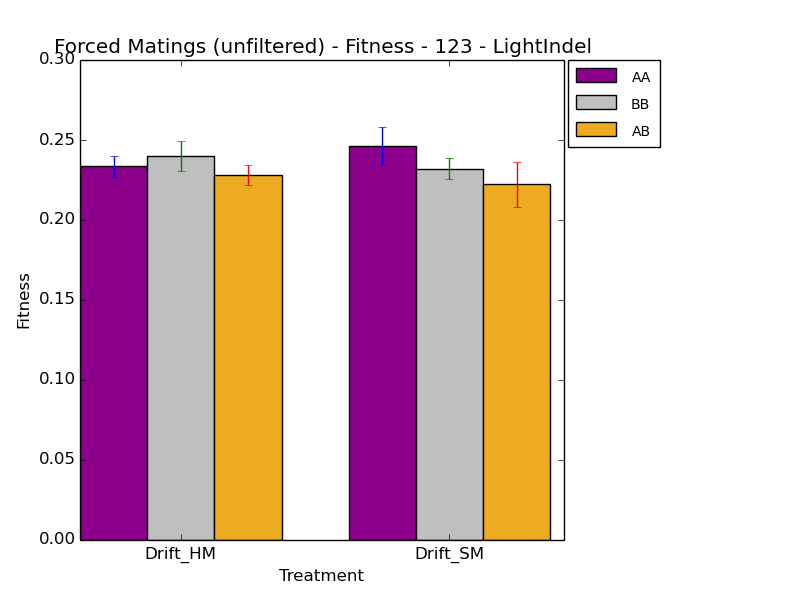 Forced Matings (unfiltered) - Fitness - 123 - LightIndel
0.30
0.25
0.20
0.15
0.10
0.05
0.00
Fitness
Drift_HM
Drift_SM
Treatment
AA
BB
AB